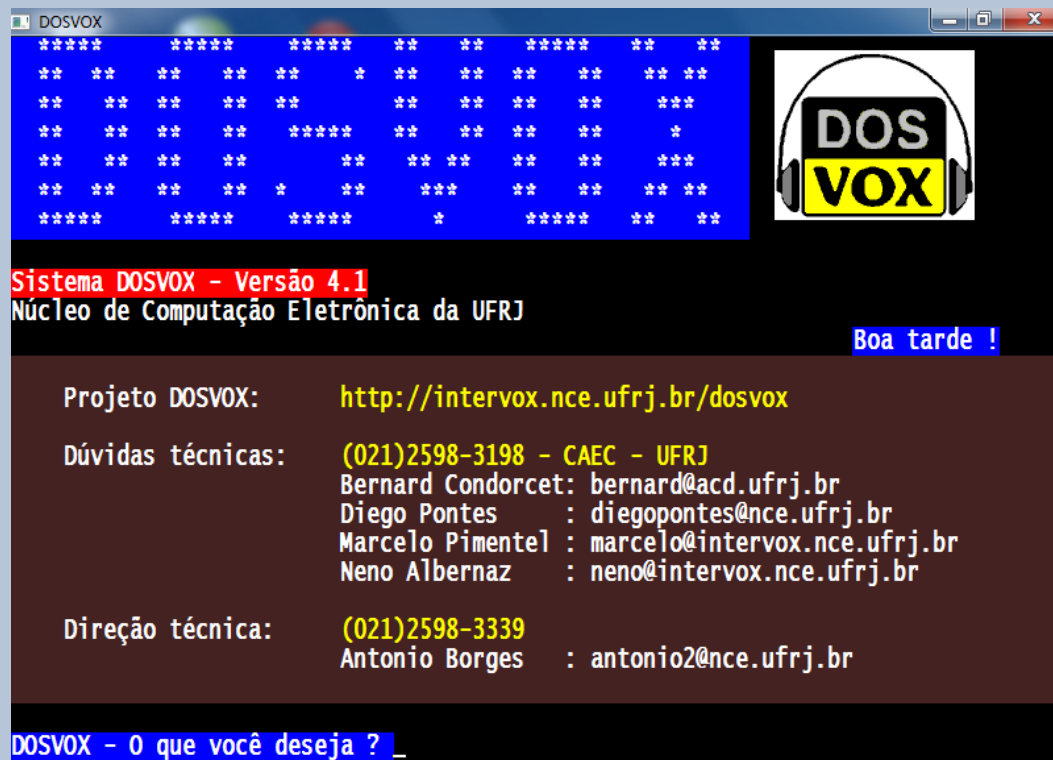 DOSVOX
DOS
VOX
Sistema DOSVOX - Versão 4.1
Núcleo de Computação Eletrônica da UFRJ
Boa tarde !
Projeto DOSVOX: http://intervox.nce.ufrj.br/dosvox
Dúvidas técnicas: (021)2598-3198 - CAEC - UFRJ
Bernard Condorcet: bernard@acd.ufrj.br
Diego Pontes : diegopontes@nce.ufrj.br
Marcelo Pimentel : marcelo@intervox.nce.ufrj.br
Neno Albernaz : neno@intervox.nce.ufrj.br
Direção técnica: (021)2598-3339
Antonio Borges : antonio2@nce.ufrj.br
DOSVOX - O que você deseja ? _